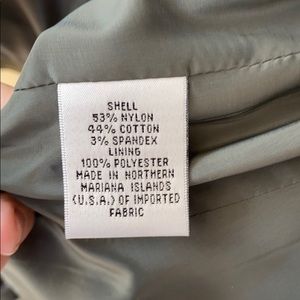 SHELL
53% NYLON
44% COTTON
3% SPANDEX
LINING
100% POLYESTER
MADE IN NORTHERN
MARIANA ISLANDS
(U.S.A.) OF IMPORTED
FABRIC